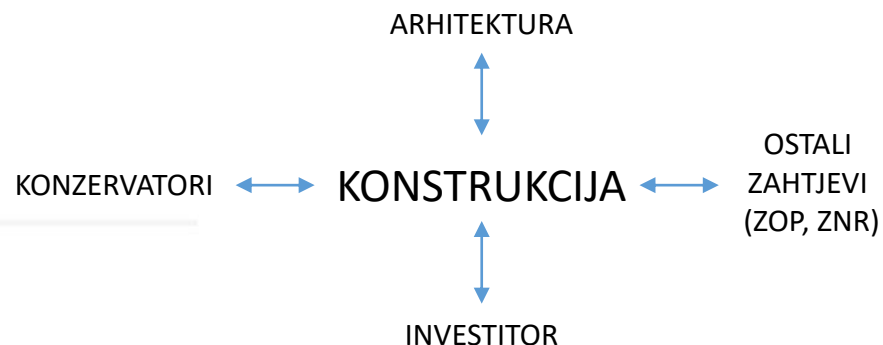 ARHITEKTURA
KONZERVATORI
KONSTRUKCIJA
OSTALI
ZAHTJEVI
(ZOP, ZNR)
INVESTITOR